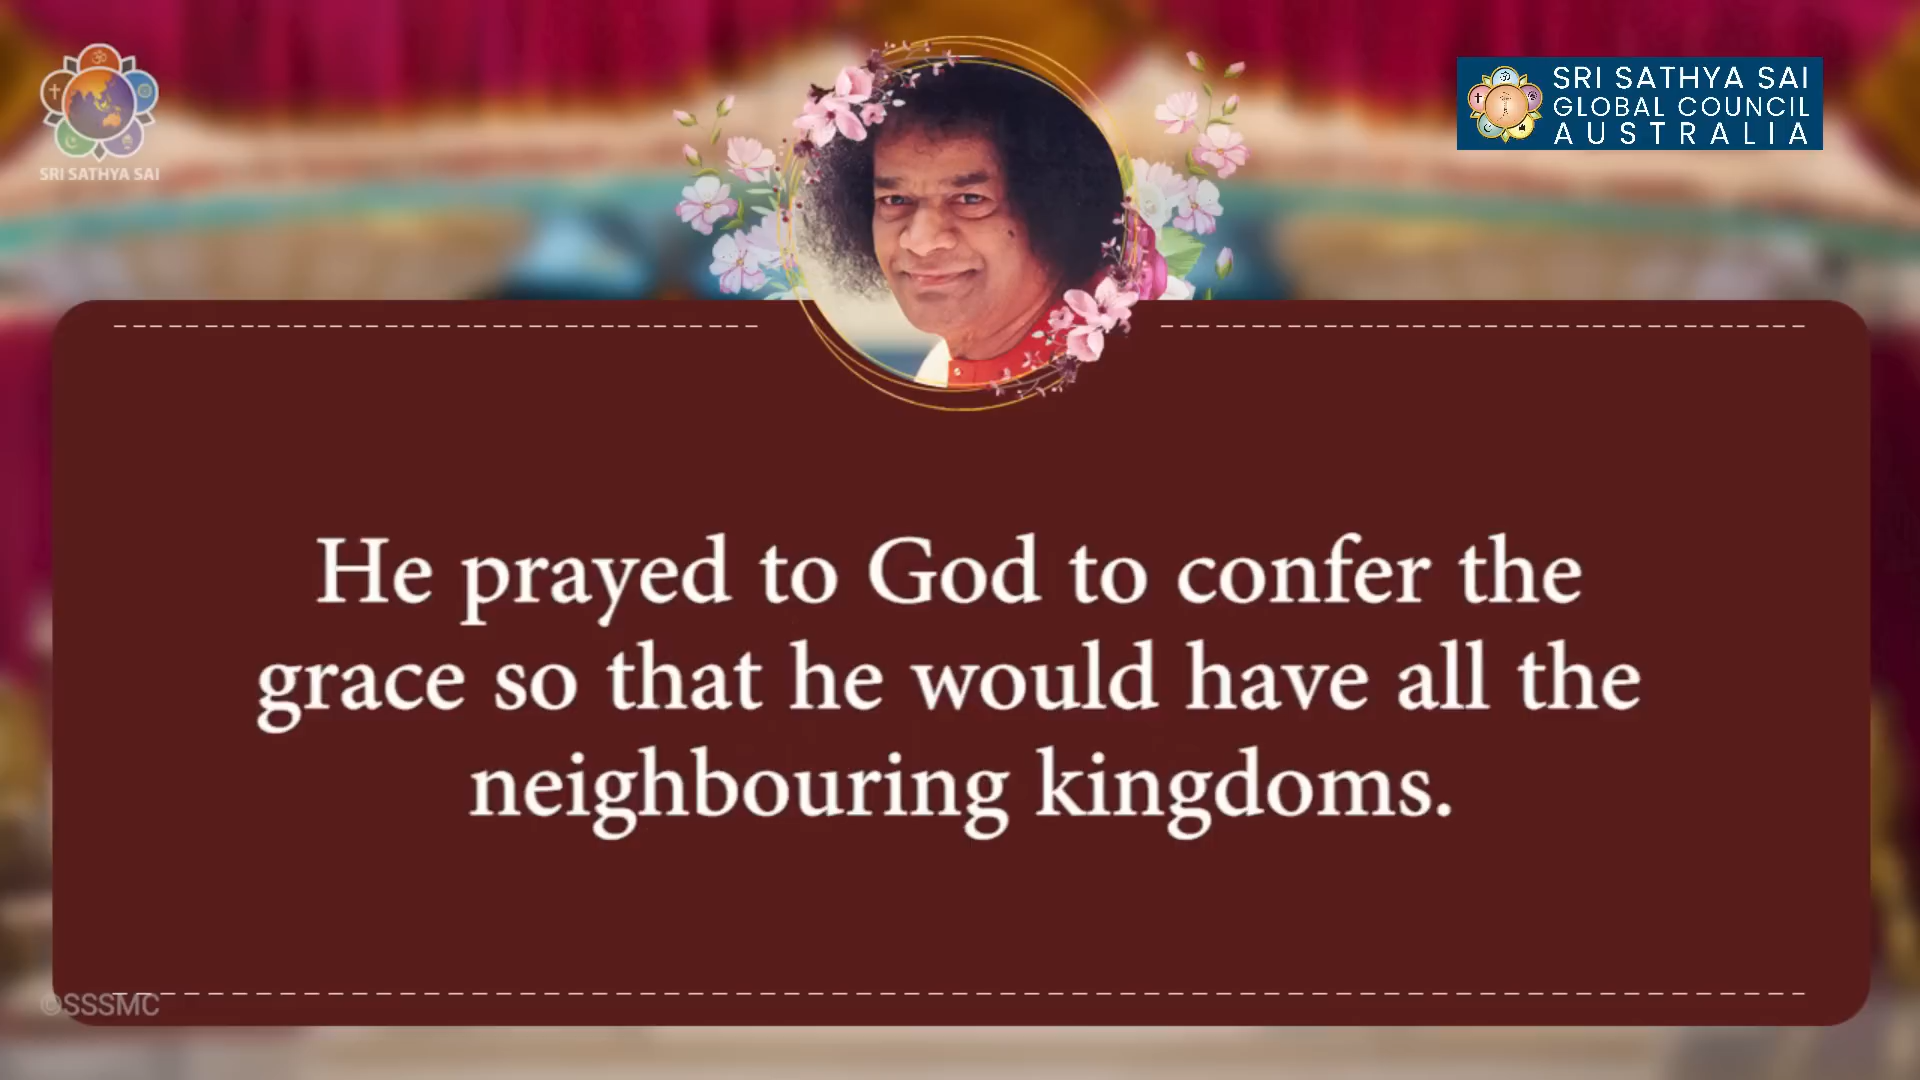 SRI SATHYA SAI
SRI SATHYA SAI
GLOBAL COUNCIL
AUSTRALIA
He prayed to God to confer the
grace so that he would have all the
neighbouring kingdoms.
©SSSMC